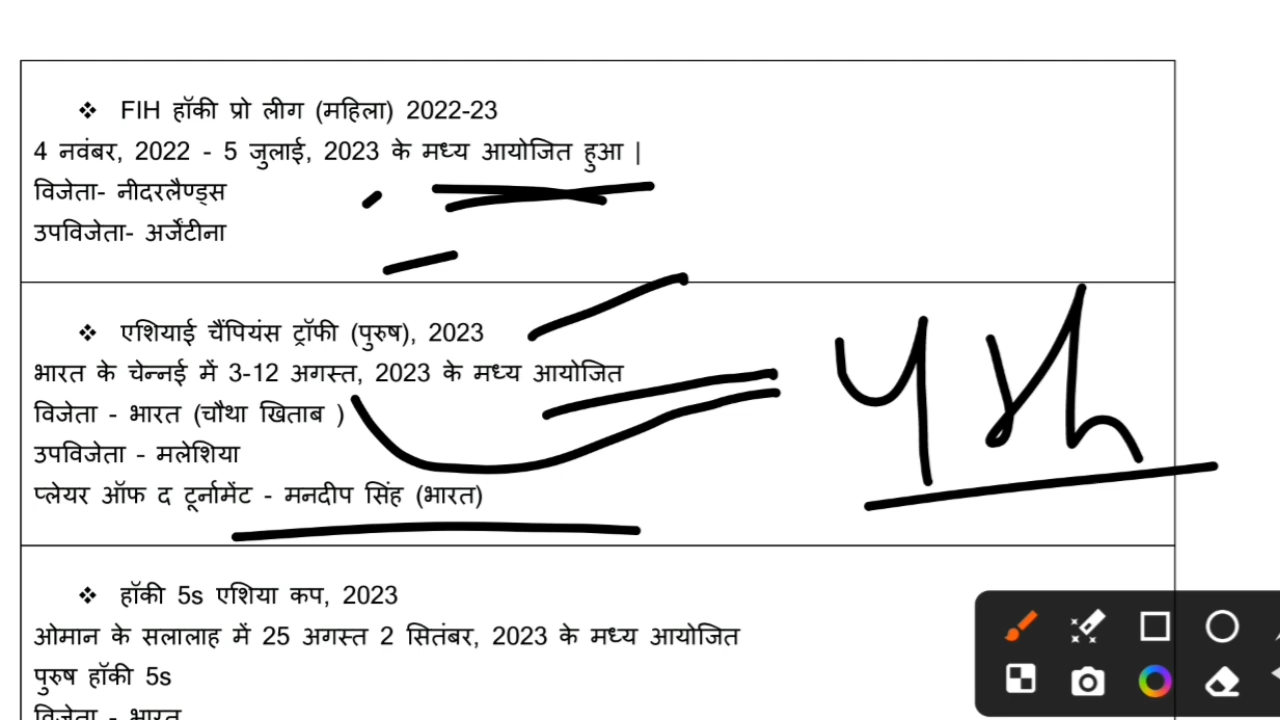 ❖ FIH हॉकी प्रो लीग (महिला) 2022-23
4 नवंबर, 2022 - 5 जुलाई, 2023 के मध्य आयोजित हुआ |
विजेता- नीदरलैण्ड्स
उपविजेता- अर्जेंटीना
❖ एशियाई चैंपियंस ट्रॉफी (पुरुष), 2023
भारत के चेन्नई में 3-12 अगस्त, 2023 के मध्य आयोजित
विजेता - भारत (चौथा खिताब )
4th
उपविजेता - मलेशिया
प्लेयर ऑफ द टूर्नामेंट - मनदीप सिंह (भारत)
❖ हॉकी 5s एशिया कप, 2023
ओमान के सलालाह में 25 अगस्त 2 सितंबर, 2023 के मध्य आयोजित
पुरुष हॉकी 5s
विजेता - भारत